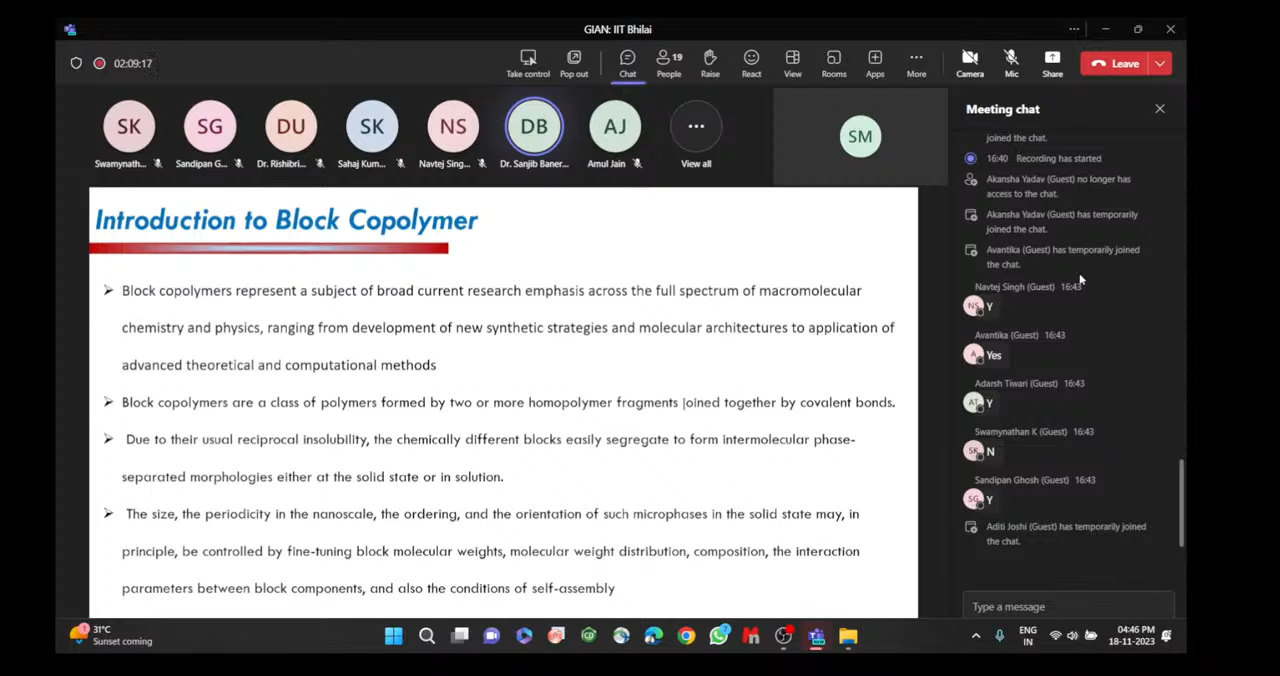 GIAN: IIT Bhilai
02:09:17
Take control
Pop out
Chat
19
People
Raise
React
View
Rooms
Apps
More
Camera
Mic
Share
Leave
SK
SG
DU
SK
NS
DB
AJ
SM
Swamynath...
Sandipan G...
Dr. Rishibri...
Sahaj Kum...
Navtej Sing...
Dr. Sanjib Baner...
Amul Jain
View all
Introduction to Block Copolymer
Block copolymers represent a subject of broad current research emphasis across the full spectrum of macromolecular
chemistry and physics, ranging from development of new synthetic strategies and molecular architectures to application of
advanced theoretical and computational methods
Block copolymers are a class of polymers formed by two or more homopolymer fragments joined together by covalent bonds.
Due to their usual reciprocal insolubility, the chemically different blocks easily segregate to form intermolecular phase-
separated morphologies either at the solid state or in solution.
The size, the periodicity in the nanoscale, the ordering, and the orientation of such microphases in the solid state may, in
principle, be controlled by fine-tuning block molecular weights, molecular weight distribution, composition, the interaction
parameters between block components, and also the conditions of self-assembly
Meeting chat
joined the chat.
16:40 Recording has started
Akansha Yadav (Guest) no longer has
access to the chat.
Akansha Yadav (Guest) has temporarily
joined the chat.
Avantika (Guest) has temporarily joined
the chat.
Navtej Singh (Guest) 16:43
NS Y
Avantika (Guest) 16:43
A Yes
Adarsh Tiwari (Guest) 16:43
AT Y
Swamynathan K (Guest) 16:43
SK N
Sandipan Ghosh (Guest) 16:43
SG Y
Aditi Joshi (Guest) has temporarily joined
the chat.
Type a message
1
31°C
Sunset coming
ENG
IN
04:46 PM
18-11-2023